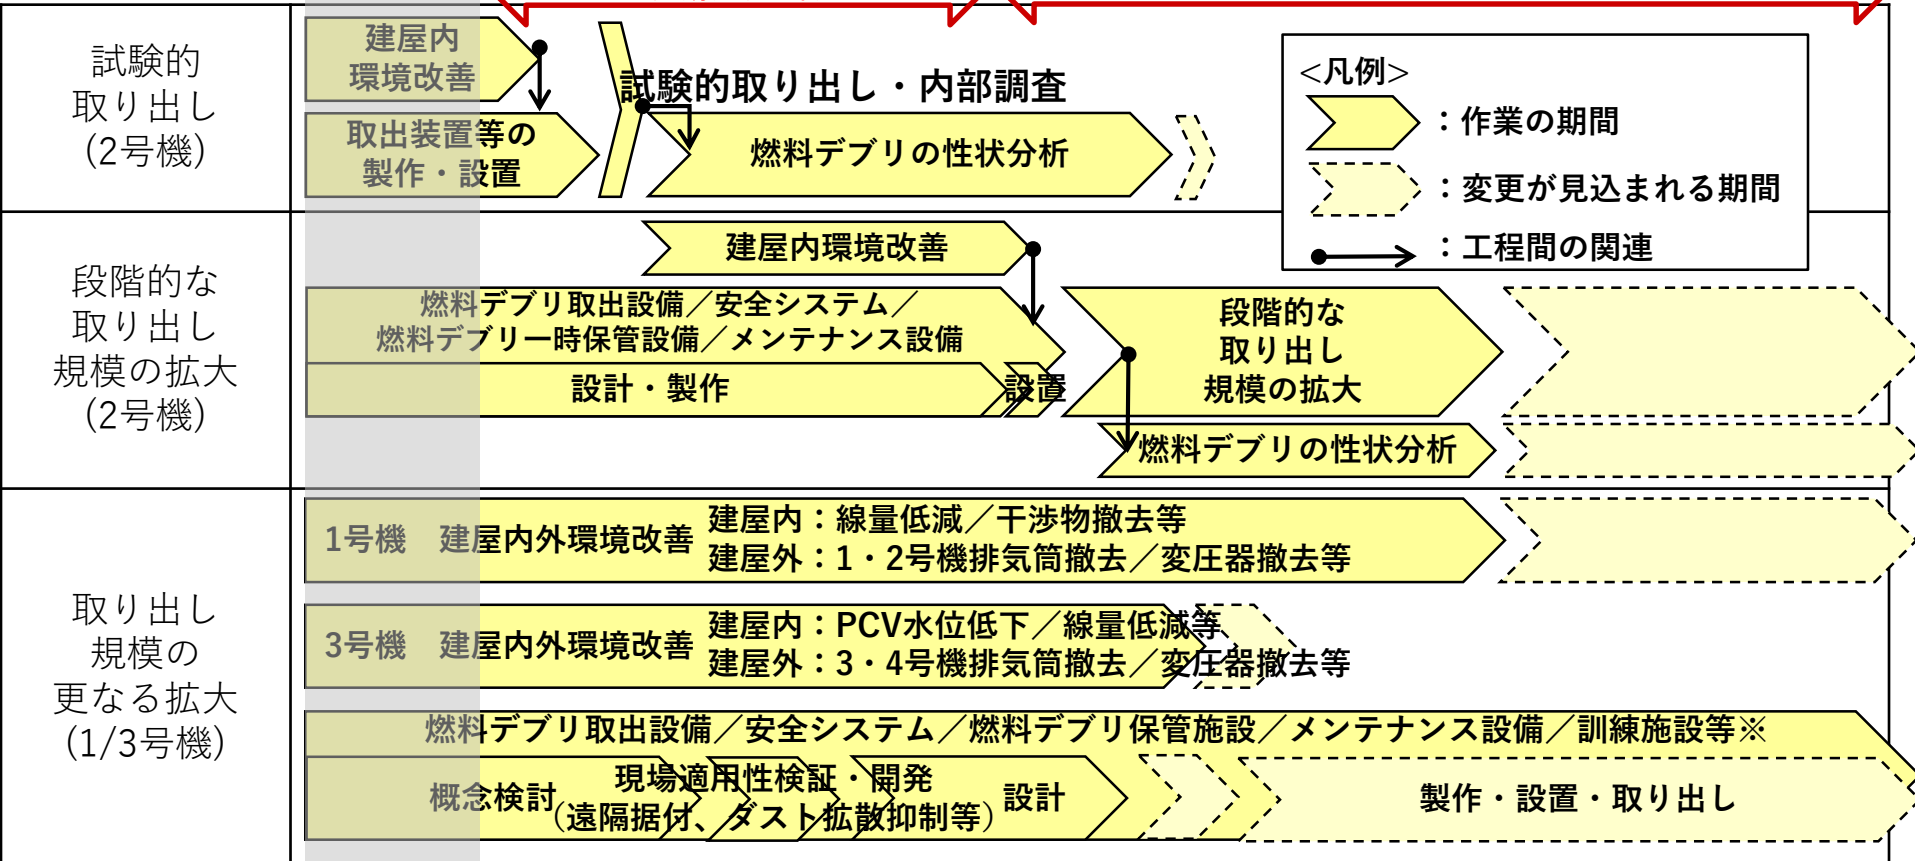 試験的
取り出し
(2号機)
建屋内
環境改善
取出装置等の
製作・設置
試験的取り出し・内部調査
燃料デブリの性状分析
<凡例>
：作業の期間
：変更が見込まれる期間
：工程間の関連
段階的な
取り出し
規模の拡大
(2号機)
建屋内環境改善
燃料デブリ取出設備／安全システム／
燃料デブリ一時保管設備／メンテナンス設備
設計・製作
設置
段階的な
取り出し
規模の拡大
燃料デブリの性状分析
取り出し
規模の
更なる拡大
(1/3号機)
1号機　建屋内外環境改善
建屋内：線量低減／干渉物撤去等
建屋外：1・2号機排気筒撤去／変圧器撤去等
3号機　建屋内外環境改善
建屋内：PCV水位低下／線量低減等
建屋外：3・4号機排気筒撤去／変圧器撤去等
燃料デブリ取出設備／安全システム／燃料デブリ保管施設／メンテナンス設備／訓練施設等※
概念検討
現場適用性検証・開発
（遠隔据付、ダスト拡散抑制等）
設計
製作・設置・取り出し